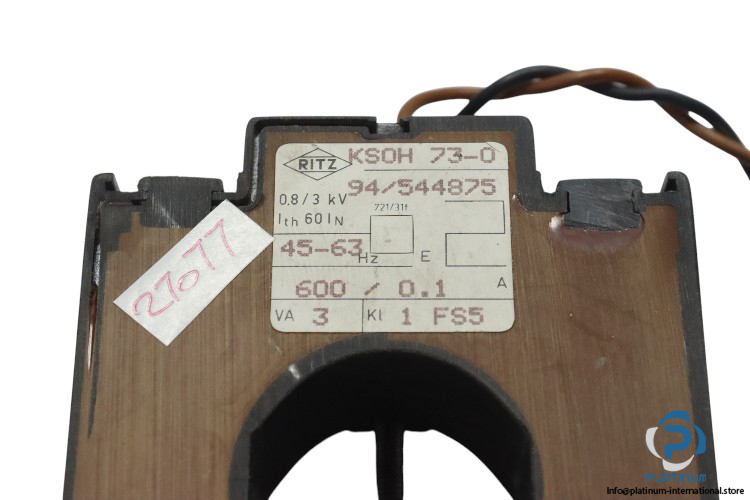 RITZ KSOH 73-0
94/544875
0.8/3 kV
Ith 60 IN
721/31f
45-63 Hz E
600 / 0.1 A
VA 3 Kl 1 FS5
27077
PLATINUM
Info@platinum-international.store